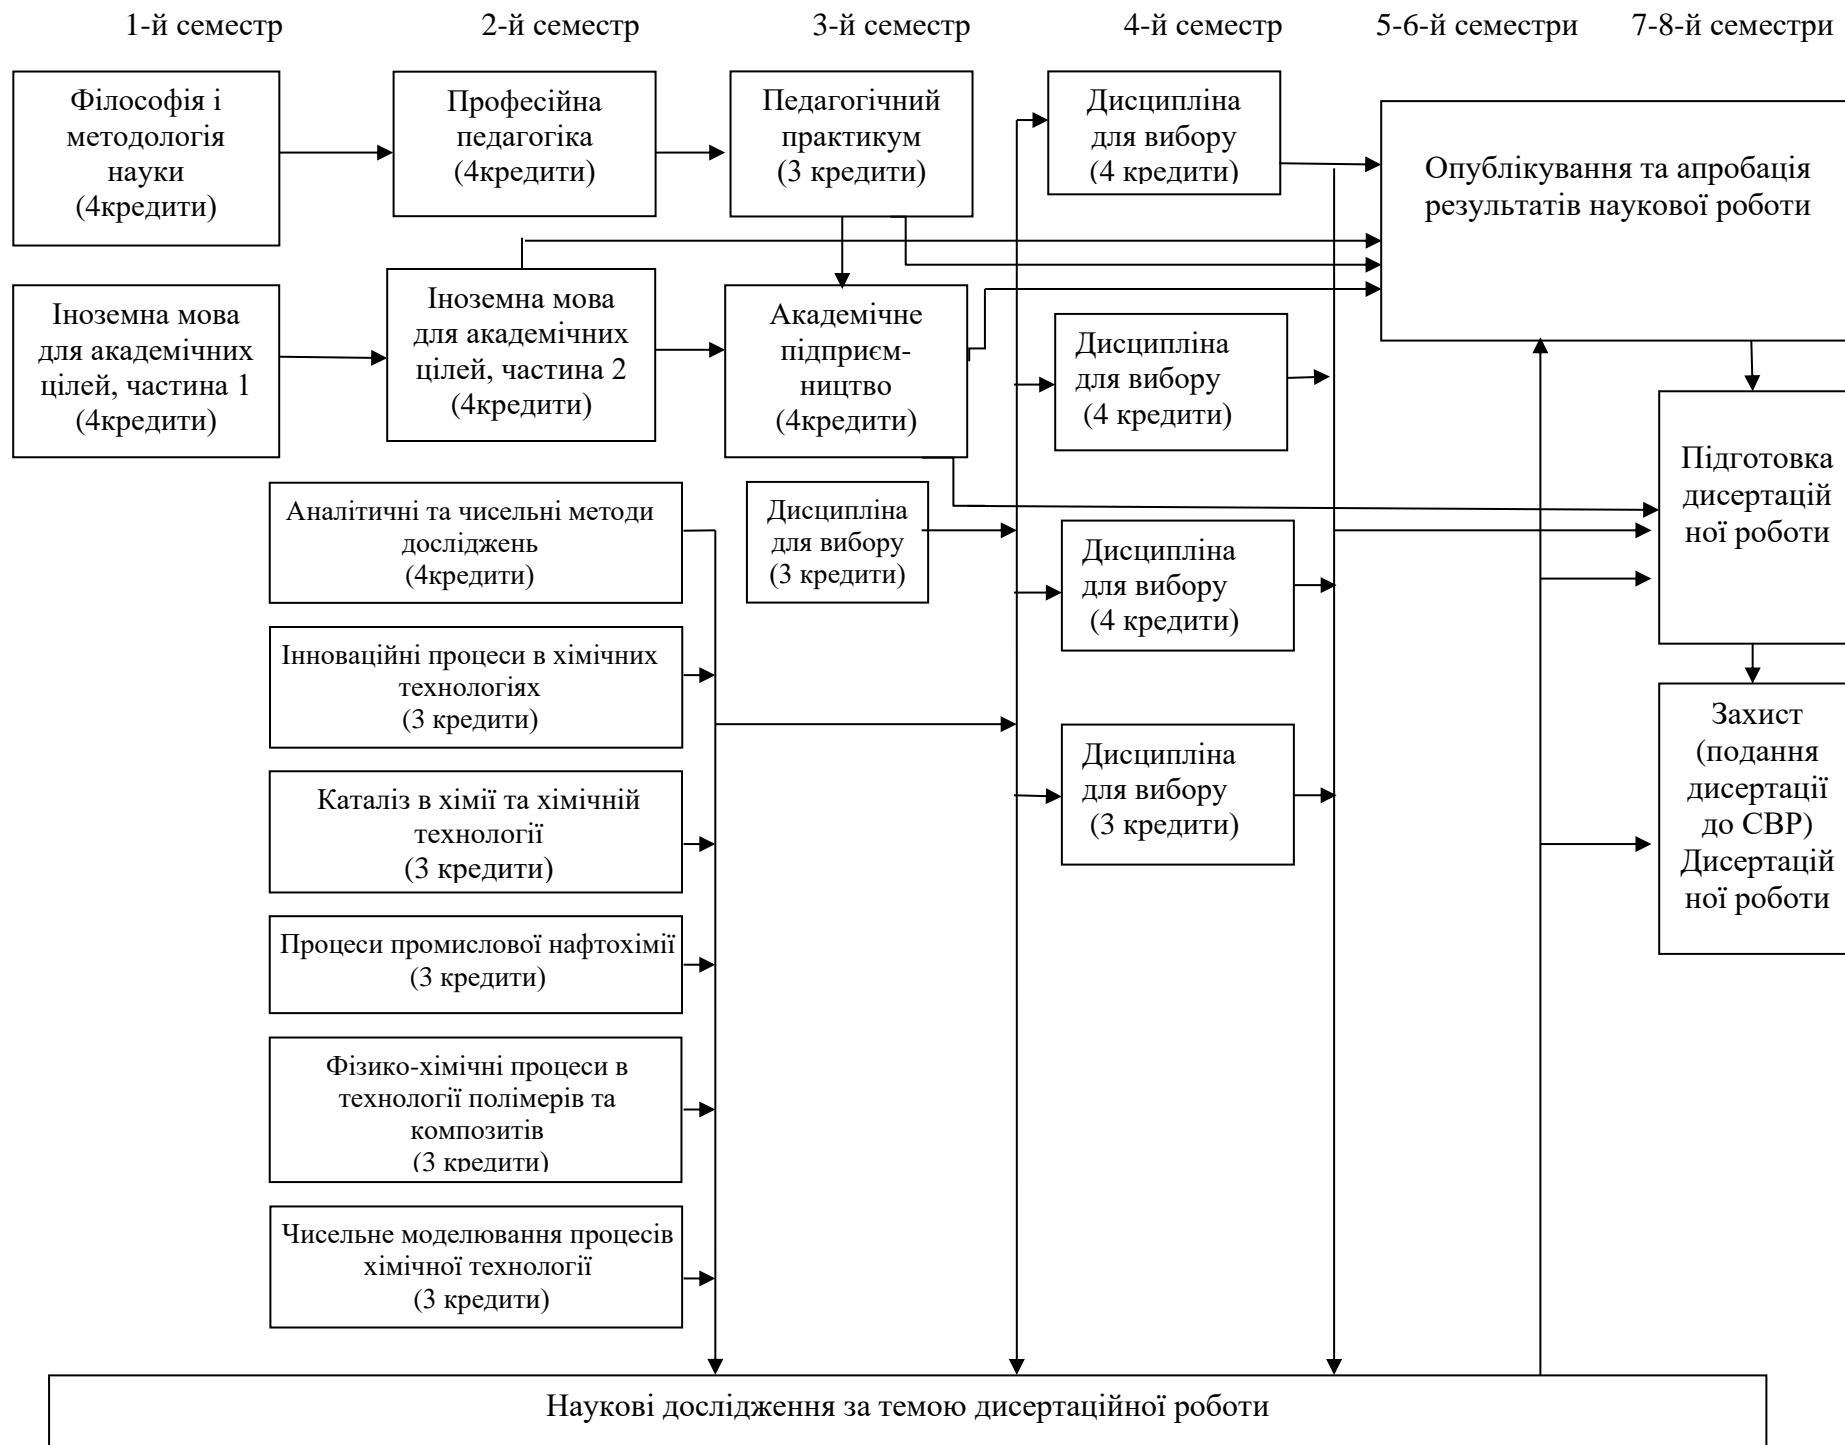 1-й семестр
2-й семестр
3-й семестр
4-й семестр
5-6-й семестри
7-8-й семестри
Філософія і
методологія
науки
(4кредити)
Професійна
педагогіка
(4кредити)
Педагогічний
практикум
(3 кредити)
Дисципліна
для вибору
(4 кредити)
Опублікування та апробація
результатів наукової роботи
Іноземна мова
для академічних
цілей, частина 1
(4кредити)
Іноземна мова
для академічних
цілей, частина 2
(4кредити)
Академічне
підприєм-
ництво
(4кредити)
Дисципліна
для вибору
(4 кредити)
Підготовка
дисертацій
ної роботи
Аналітичні та чисельні методи
досліджень
(4кредити)
Дисципліна
для вибору
(3 кредити)
Дисципліна
для вибору
(4 кредити)
Інноваційні процеси в хімічних
технологіях
(3 кредити)
Дисципліна
для вибору
(3 кредити)
Захист
(подання
дисертації
до СВР)
Дисертацій
ної роботи
Каталіз в хімії та хімічній
технології
(3 кредити)
Процеси промислової нафтохімії
(3 кредити)
Фізико-хімічні процеси в
технології полімерів та
композитів
(3 кредити)
Чисельне моделювання процесів
хімічної технології
(3 кредити)
Наукові дослідження за темою дисертаційної роботи